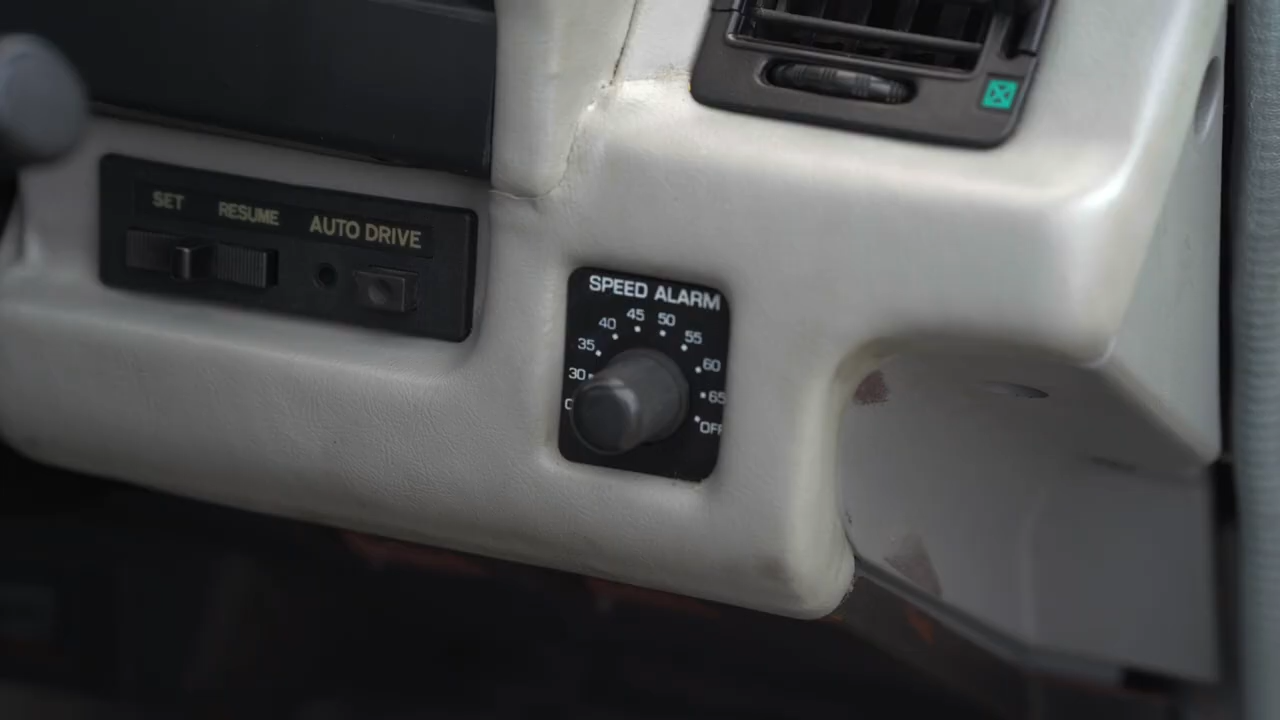 SET RESUME AUTO DRIVE
SPEED ALARM
45 50
40 55
35 60
30 65
OFF